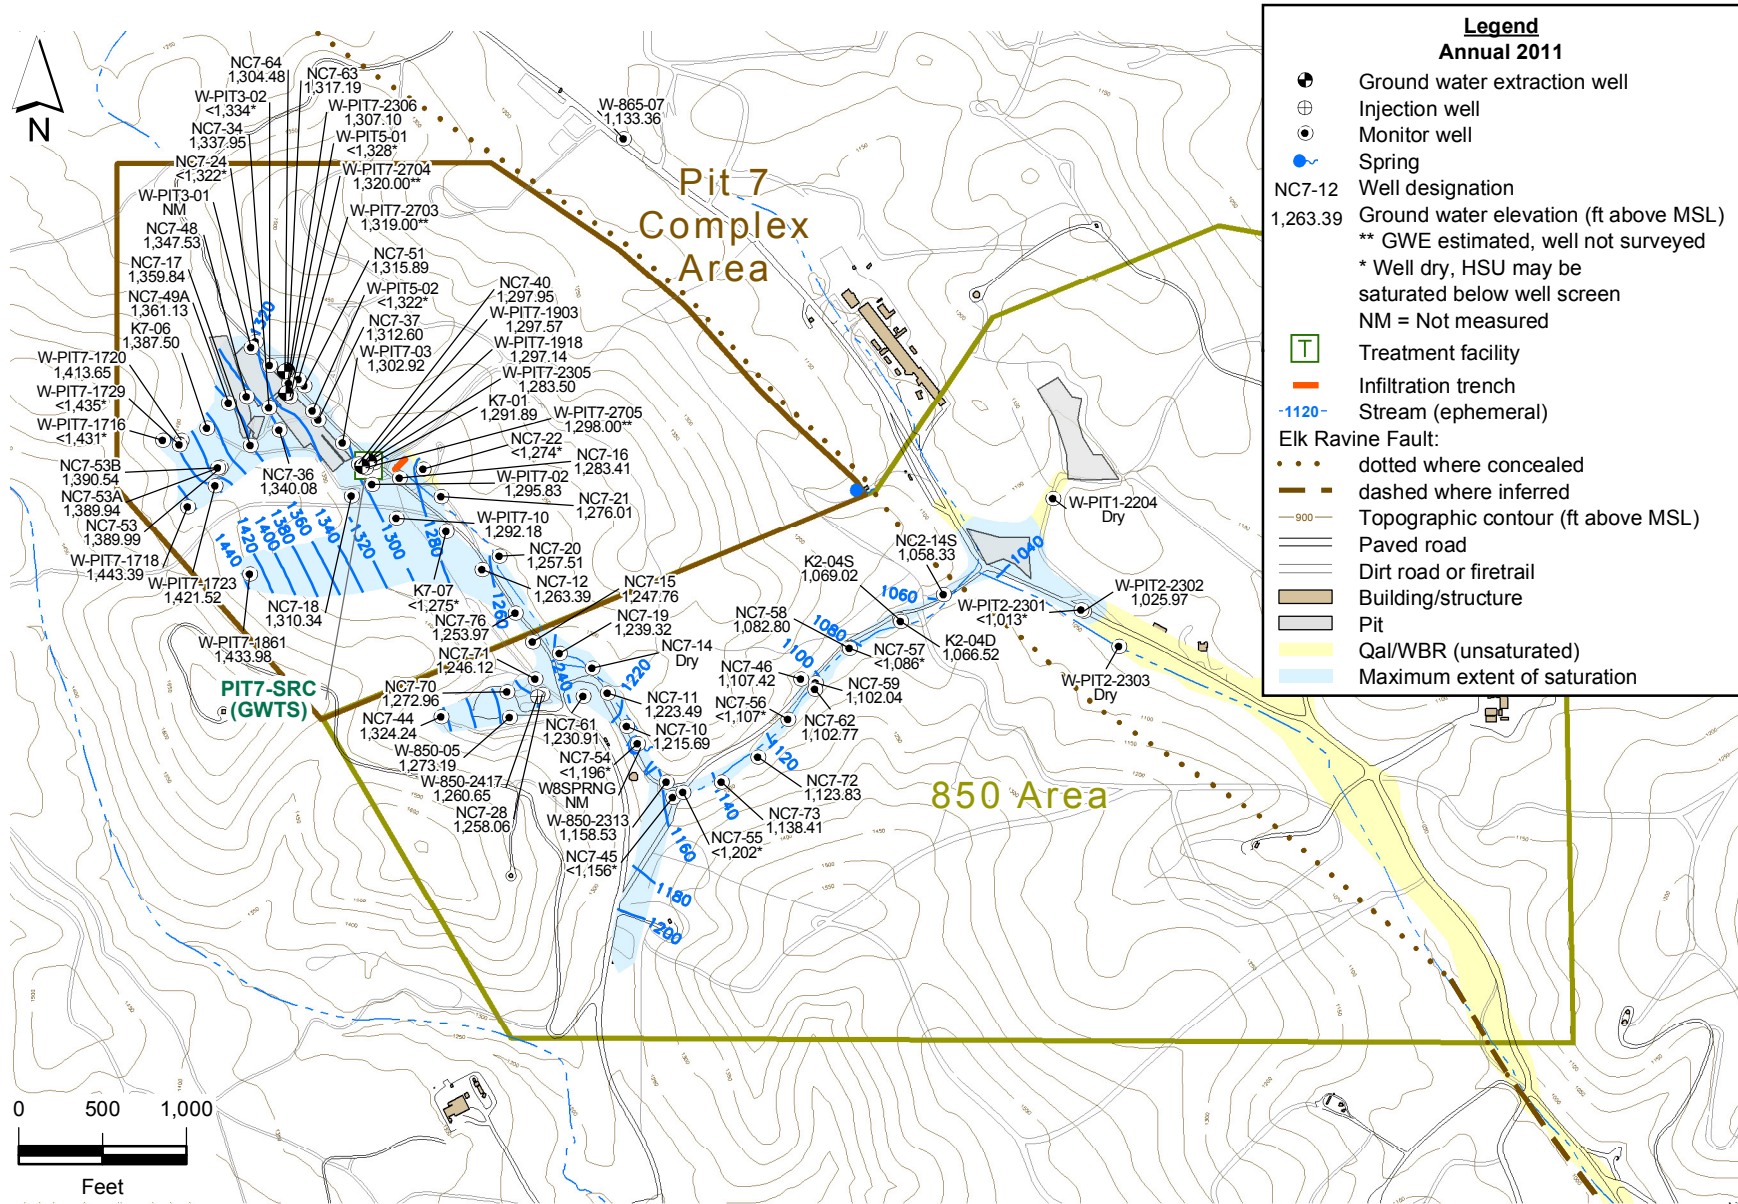 Legend
Annual 2011
Ground water extraction well
Injection well
Monitor well
Spring
NC7-12 Well designation
1,263.39 Ground water elevation (ft above MSL)
** GWE estimated, well not surveyed
* Well dry, HSU may be
saturated below well screen
NM = Not measured
T Treatment facility
Infiltration trench
-1120- Stream (ephemeral)
Elk Ravine Fault:
dotted where concealed
dashed where inferred
900 Topographic contour (ft above MSL)
Paved road
Dirt road or firetrail
Building/structure
Pit
Qal/WBR (unsaturated)
Maximum extent of saturation
N
Pit 7
Complex
Area
850 Area
PIT7-SRC
(GWTS)
NC7-64
1,304.48
NC7-63
1,317.19
W-PIT3-02
<1,334*
W-PIT7-2306
1,307.10
NC7-34
1,337.95
W-PIT5-01
<1,328*
NC7-24
<1,322*
W-PIT7-2704
1,320.00**
W-PIT3-01
NM
W-PIT7-2703
1,319.00**
NC7-48
1,347.53
NC7-51
1,315.89
NC7-17
1,359.84
W-PIT5-02
<1,322*
NC7-49A
1,361.13
NC7-37
1,312.60
K7-06
1,387.50
W-PIT7-03
1,302.92
W-PIT7-1720
1,413.65
W-PIT7-1729
<1,435*
W-PIT7-1716
<1,431*
NC7-53B
1,390.54
NC7-53A
1,389.94
NC7-53
1,389.99
W-PIT7-1718
1,443.39
W-PIT7-1723
1,421.52
W-PIT7-1861
1,433.98
NC7-18
1,310.34
NC7-36
1,340.08
NC7-40
1,297.95
W-PIT7-1903
1,297.57
W-PIT7-1918
1,297.14
W-PIT7-2305
1,283.50
K7-01
1,291.89
W-PIT7-2705
1,298.00**
NC7-22
<1,274*
NC7-16
1,283.41
W-PIT7-02
1,295.83
NC7-21
1,276.01
W-PIT7-10
1,292.18
NC7-20
1,257.51
NC7-12
1,263.39
K7-07
<1,275*
NC7-76
1,253.97
NC7-15
1,247.76
NC7-19
1,239.32
NC7-14
Dry
NC7-71
1,246.12
NC7-70
1,272.96
NC7-44
1,324.24
W-850-05
1,273.19
W-850-2417
1,260.65
NC7-28
1,258.06
NC7-61
1,230.91
NC7-11
1,223.49
NC7-10
1,215.69
NC7-54
<1,196*
W8SPRNG
NM
W-850-2313
1,158.53
NC7-45
<1,156*
NC7-55
<1,202*
NC7-73
1,138.41
NC7-72
1,123.83
NC7-56
<1,107*
NC7-46
1,107.42
NC7-62
1,102.77
NC7-59
1,102.04
NC7-58
1,082.80
NC7-57
<1,086*
K2-04S
1,069.02
K2-04D
1,066.52
NC2-14S
1,058.33
W-PIT2-2301
<1,013*
W-PIT2-2302
1,025.97
W-PIT2-2303
Dry
W-PIT1-2204
Dry
W-865-07
1,133.36
1320
1440
1420
1400
1380
1360
1340
1320
1300
1280
1260
1240
1220
1200
1180
1160
1140
1120
1100
1080
1060
1040
0 500 1,000
Feet